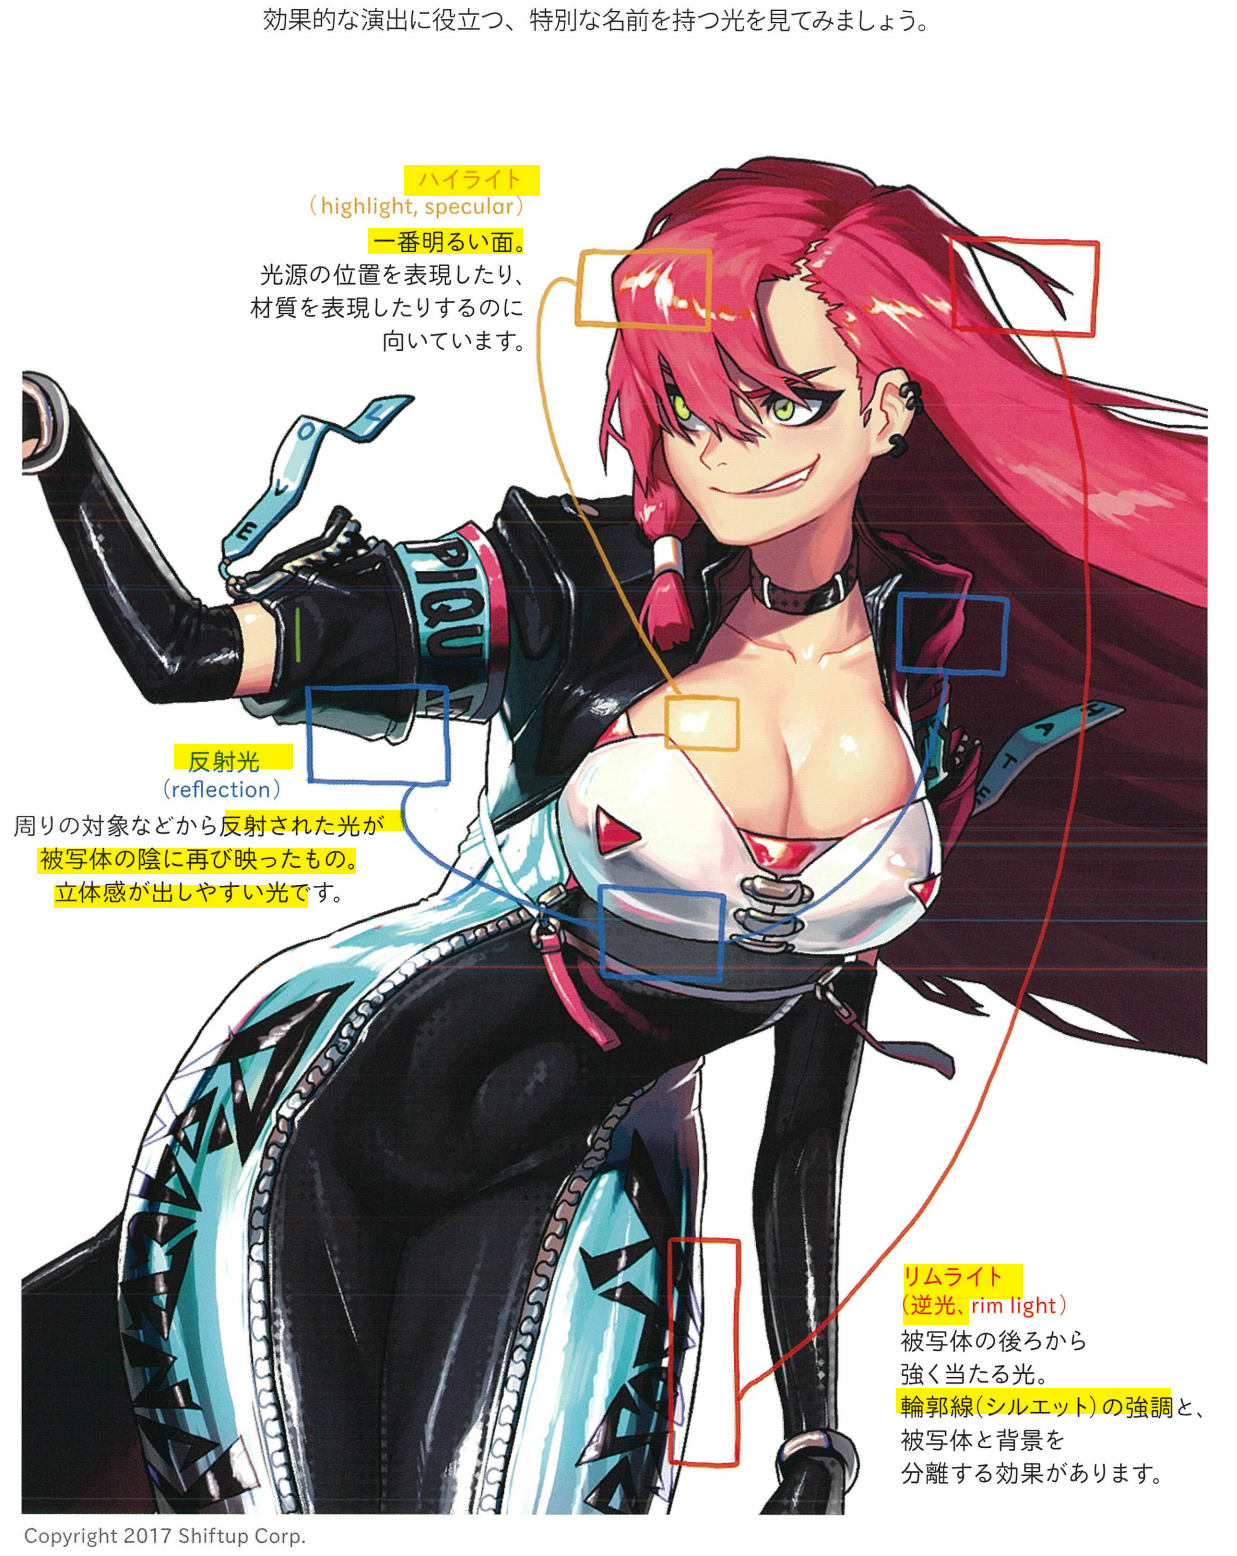 効果的な演出に役立つ、特別な名前を持つ光を見てみましょう。
ハイライト
(highlight, specular)
一番明るい面。
光源の位置を表現したり、
材質を表現したりするのに
向いています。
LOVE
PIQU
HATE
反射光
(reflection)
周りの対象などから反射された光が
被写体の陰に再び映ったもの。
立体感が出しやすい光です。
リムライト
(逆光、rim light)
被写体の後ろから
強く当たる光。
輪郭線(シルエット)の強調と、
被写体と背景を
分離する効果があります。
Copyright 2017 Shiftup Corp.